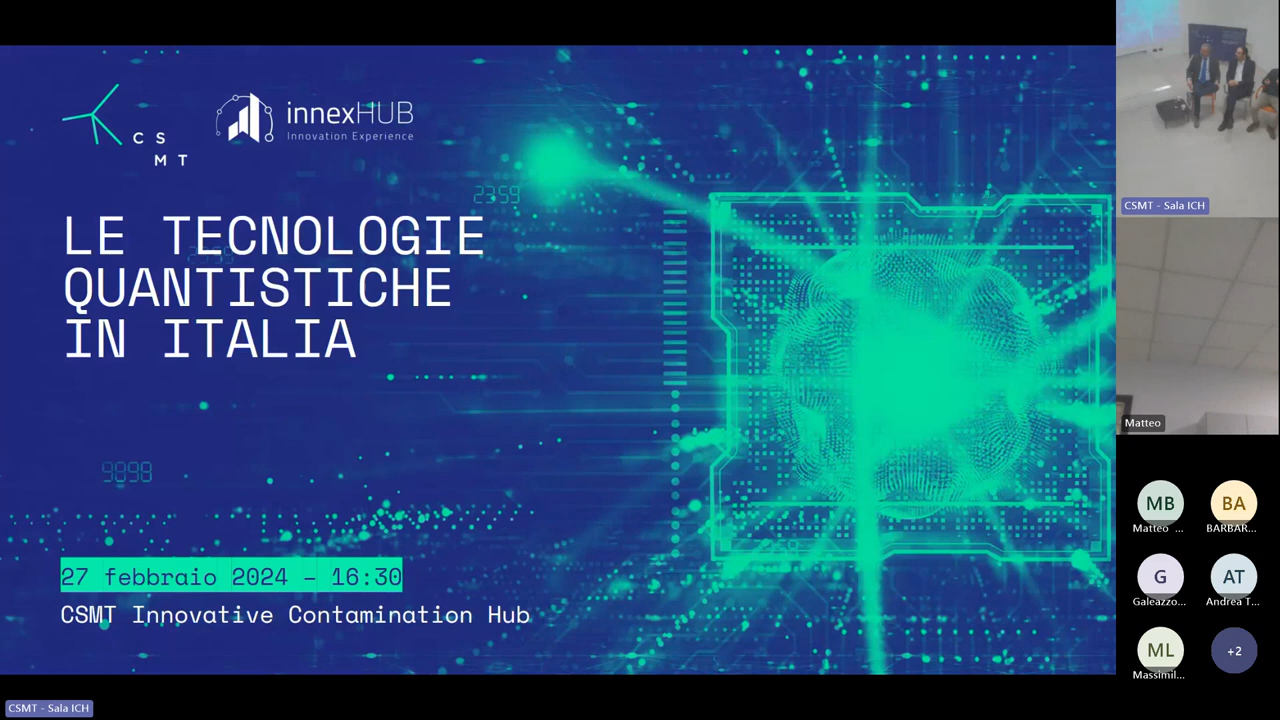 C S
M T
innexHUB
Innovation Experience
2359
LE TECNOLOGIE
QUANTISTICHE
IN ITALIA
9098
27 febbraio 2024 – 16:30
CSMT Innovative Contamination Hub
CSMT - Sala ICH
CSMT - Sala ICH
Matteo
MB
Matteo ...
BA
BARBAR...
G
Galeazzo...
AT
Andrea T...
ML
Massimil...
+2